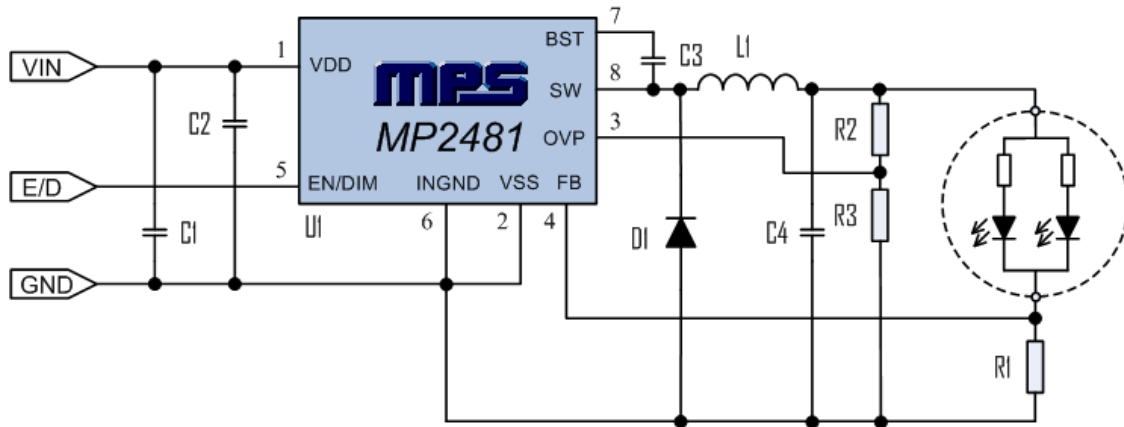 7
BST
C3
L1
VIN
1
VDD
MPS
8
SW
C2
MP2481
3
OVP
R2
E/D
5
EN/DIM
INGND
VSS
FB
U1
6
2
4
C1
D1
C4
R3
GND
R1